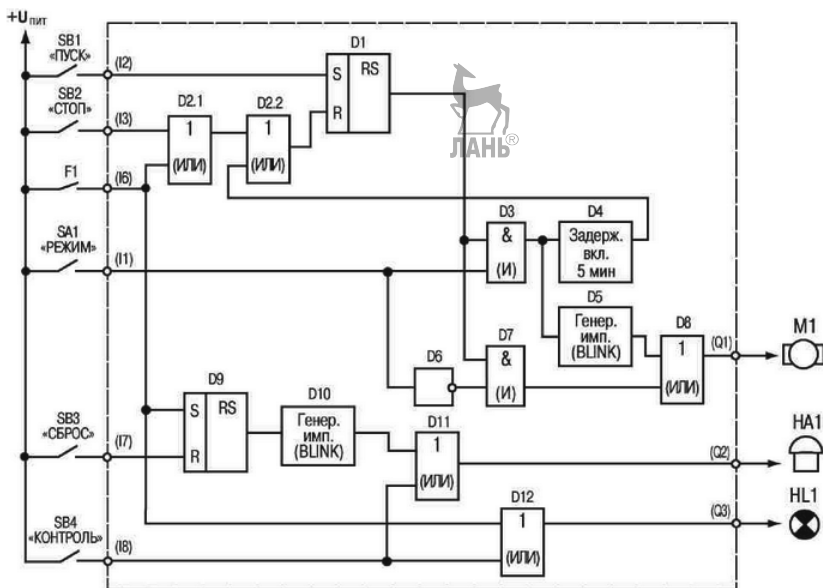 +Uпит
SB1
«ПУСК»
(I2)
D1
S
RS
R
SB2
«СТОП»
(I3)
D2.1
1
(ИЛИ)
D2.2
1
(ИЛИ)
ЛАНЬ®
F1
(I6)
SA1
«РЕЖИМ»
(I1)
D3
&
(И)
D4
Задерж.
вкл.
5 мин
D5
Генер.
имп.
(BLINK)
D6
D7
&
(И)
D8
1
(ИЛИ)
(Q1)
M1
D9
S
RS
R
D10
Генер.
имп.
(BLINK)
D11
1
(ИЛИ)
(Q2)
HA1
SB3
«СБРОС»
(I7)
D12
1
(ИЛИ)
(Q3)
HL1
SB4
«КОНТРОЛЬ»
(I8)